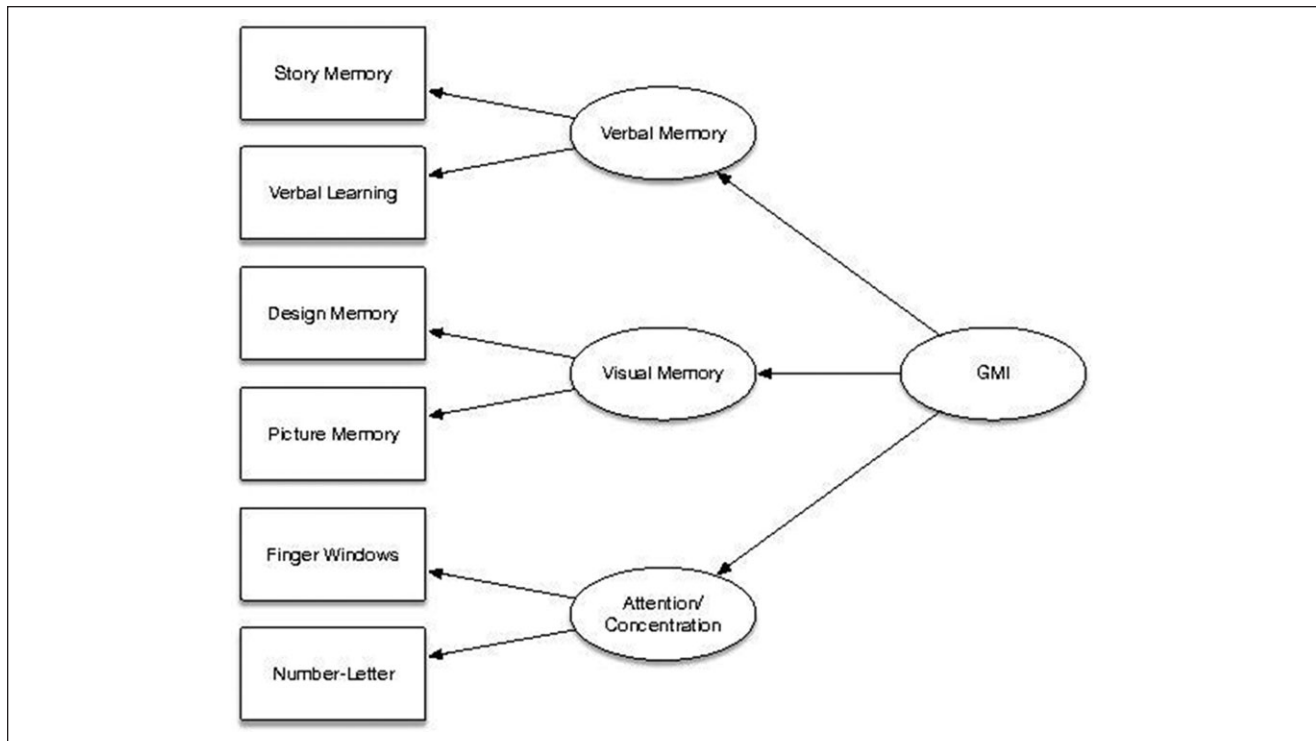 Story Memory
Verbal Memory
Verbal Learning
Design Memory
Visual Memory
GMI
Picture Memory
Finger Windows
Attention/
Concentration
Number-Letter